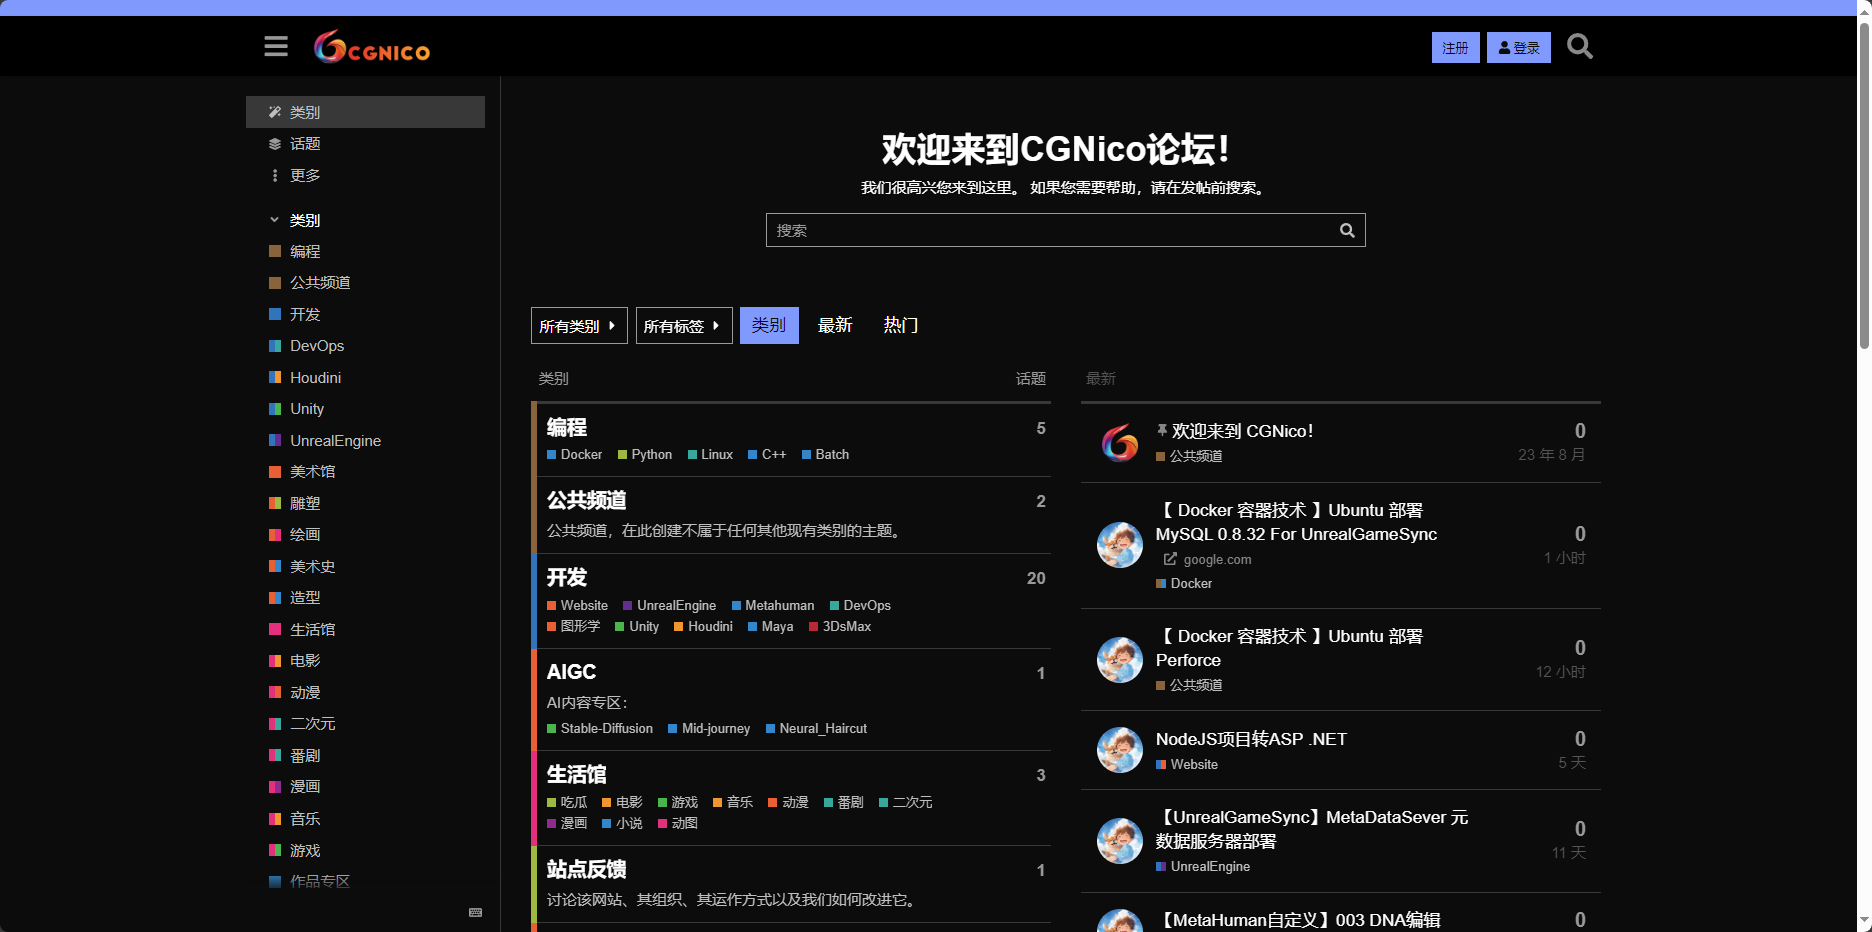 CGNICO
注册
登录
类别
话题
更多
类别
编程
公共频道
开发
DevOps
Houdini
Unity
UnrealEngine
美术馆
雕塑
绘画
美术史
造型
生活馆
电影
动漫
二次元
番剧
漫画
音乐
游戏
作品专区
欢迎来到CGNico论坛！
我们很高兴您来到这里。 如果您需要帮助，请在发帖前搜索。
搜索
所有类别
所有标签
类别
最新
热门
类别 话题
编程 5
Docker Python Linux C++ Batch
公共频道 2
公共频道，在此创建不属于任何其他现有类别的主题。
开发 20
Website UnrealEngine Metahuman DevOps
图形学 Unity Houdini Maya 3DsMax
AIGC 1
AI内容专区：
Stable-Diffusion Mid-journey Neural_Haircut
生活馆 3
吃瓜 电影 游戏 音乐 动漫 番剧 二次元
漫画 小说 动图
站点反馈 1
讨论该网站、其组织、其运作方式以及我们如何改进它。
最新
欢迎来到 CGNico！ 0
公共频道 23 年 8 月
【 Docker 容器技术 】Ubuntu 部署
MySQL 0.8.32 For UnrealGameSync 0
google.com 1 小时
Docker
【 Docker 容器技术 】Ubuntu 部署
Perforce 0
公共频道 12 小时
NodeJS项目转ASP .NET 0
Website 5 天
【UnrealGameSync】MetaDataSever 元
数据服务器部署 0
UnrealEngine 11 天
【MetaHuman自定义】003 DNA编辑 0